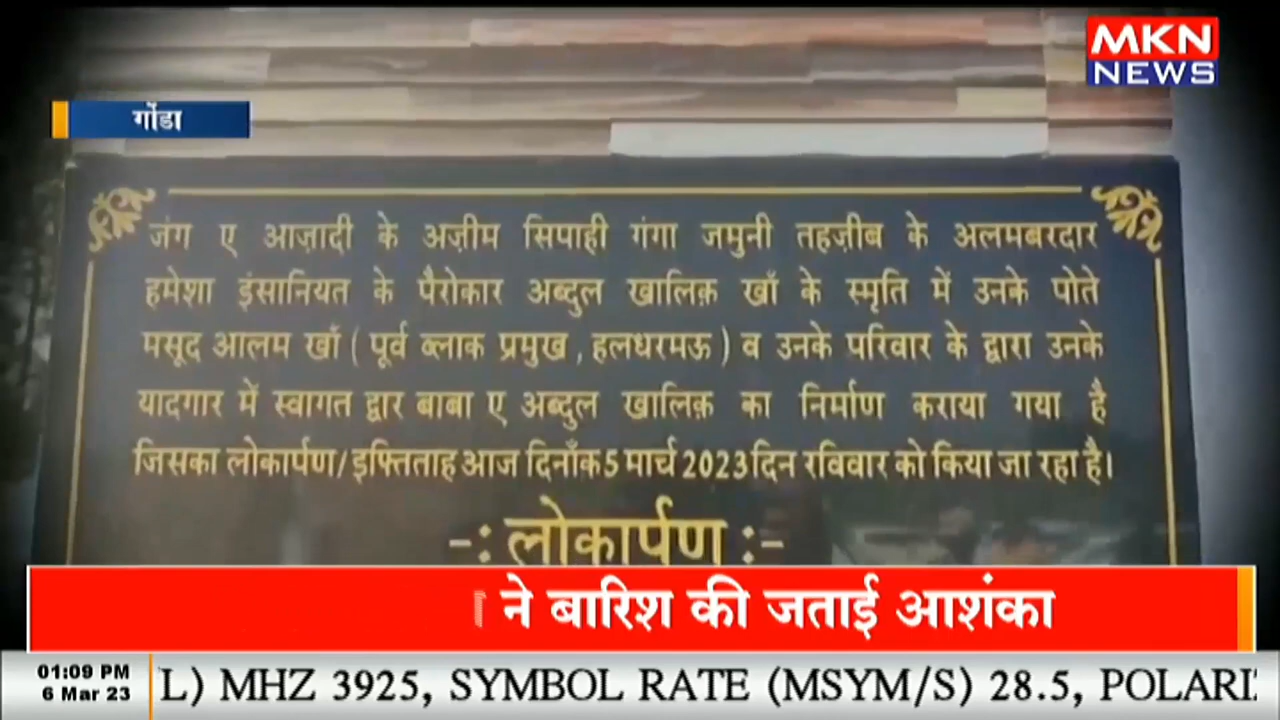 MKN
NEWS
गोंडा
जंग ए आज़ादी के अज़ीम सिपाही गंगा जमुनी तहज़ीब के अलमबरदार
हमेशा इंसानियत के पैरोकार अब्दुल खालिक़ खाँ के स्मृति में उनके पोते
मसूद आलम खाँ ( पूर्व ब्लाक प्रमुख , हलधरमऊ ) व उनके परिवार के द्वारा उनके
यादगार में स्वागत द्वार बाबा ए अब्दुल खालिक़ का निर्माण कराया गया है
जिसका लोकार्पण/ इफ्तिताह आज दिनाँक 5 मार्च 2023 दिन रविवार को किया जा रहा है।
-: लोकार्पण :-
ने बारिश की जताई आशंका
01:09 PM
6 Mar 23
L) MHZ 3925, SYMBOL RATE (MSYM/S) 28.5, POLARI